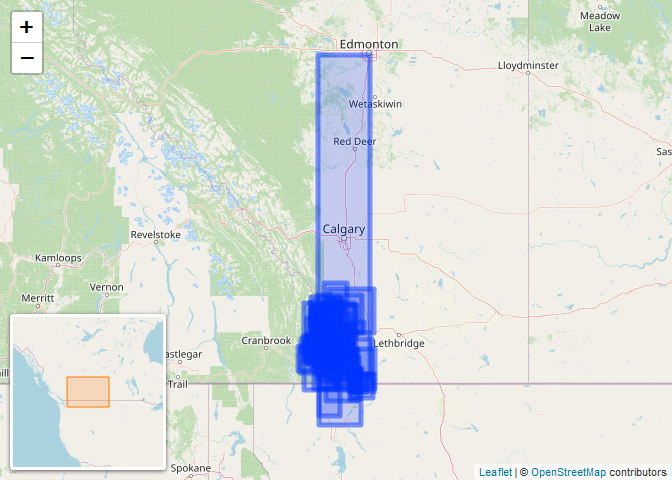 +
−
Meadow
Lake
Edmonton
Lloydminster
Wetaskiwin
Red Deer
Sas
Calgary
Revelstoke
Kamloops
Vernon
Merritt
Cranbrook
Lethbridge
astlegar
Trail
Spokane
Leaflet | © OpenStreetMap contributors